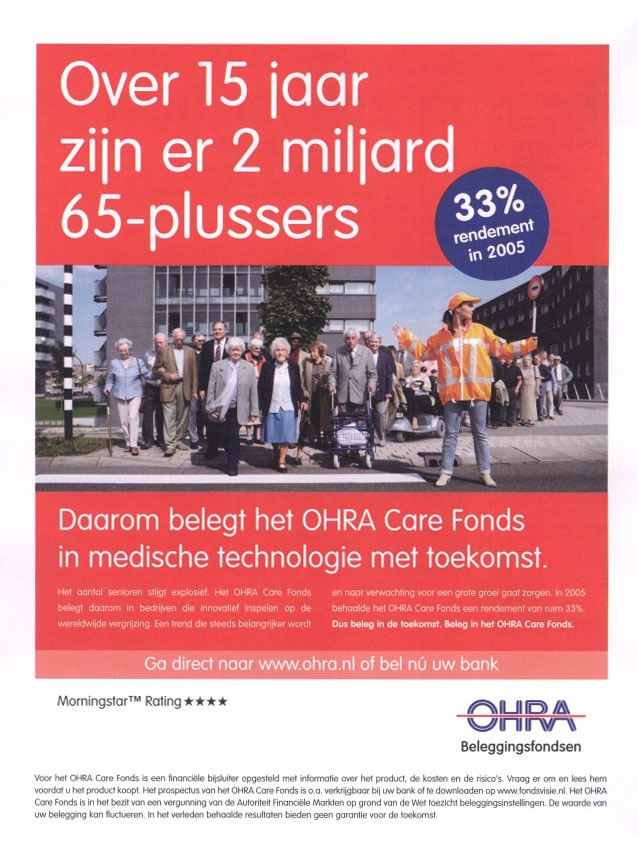 Over 15 jaar
zijn er 2 miljard
65-plussers
33%
rendement
in 2005
Daarom belegt het OHRA Care Fonds
in medische technologie met toekomst.
Het aantal senioren stijgt explosief. Het OHRA Care Fonds
belegt daarom in bedrijven die innovatief inspelen op de
wereldwijde vergrijzing. Een trend die steeds belangrijker wordt
en naar verwachting voor een grote groei gaat zorgen. In 2005
behaalde het OHRA Care Fonds een rendement van ruim 33%.
Dus beleg in de toekomst. Beleg in het OHRA Care Fonds.
Ga direct naar www.ohra.nl of bel nú uw bank
Morningstar™ Rating ★★★★
OHRA
Beleggingsfondsen
Voor het OHRA Care Fonds is een financiële bijsluiter opgesteld met informatie over het product, de kosten en de risico's. Vraag er om en lees hem
voordat u het product koopt. Het prospectus van het OHRA Care Fonds is o.a. verkrijgbaar bij uw bank of te downloaden op www.fondsvisie.nl. Het OHRA
Care Fonds is in het bezit van een vergunning van de Autoriteit Financiële Markten op grond van de Wet toezicht beleggingsinstellingen. De waarde van
uw belegging kan fluctueren. In het verleden behaalde resultaten bieden geen garantie voor de toekomst.